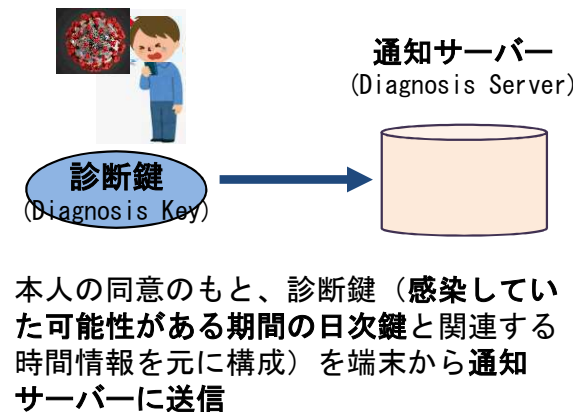 通知サーバー
(Diagnosis Server)
診断鍵
(Diagnosis Key)
本人の同意のもと、診断鍵（感染してい
た可能性がある期間の日次鍵と関連する
時間情報を元に構成）を端末から通知
サーバーに送信